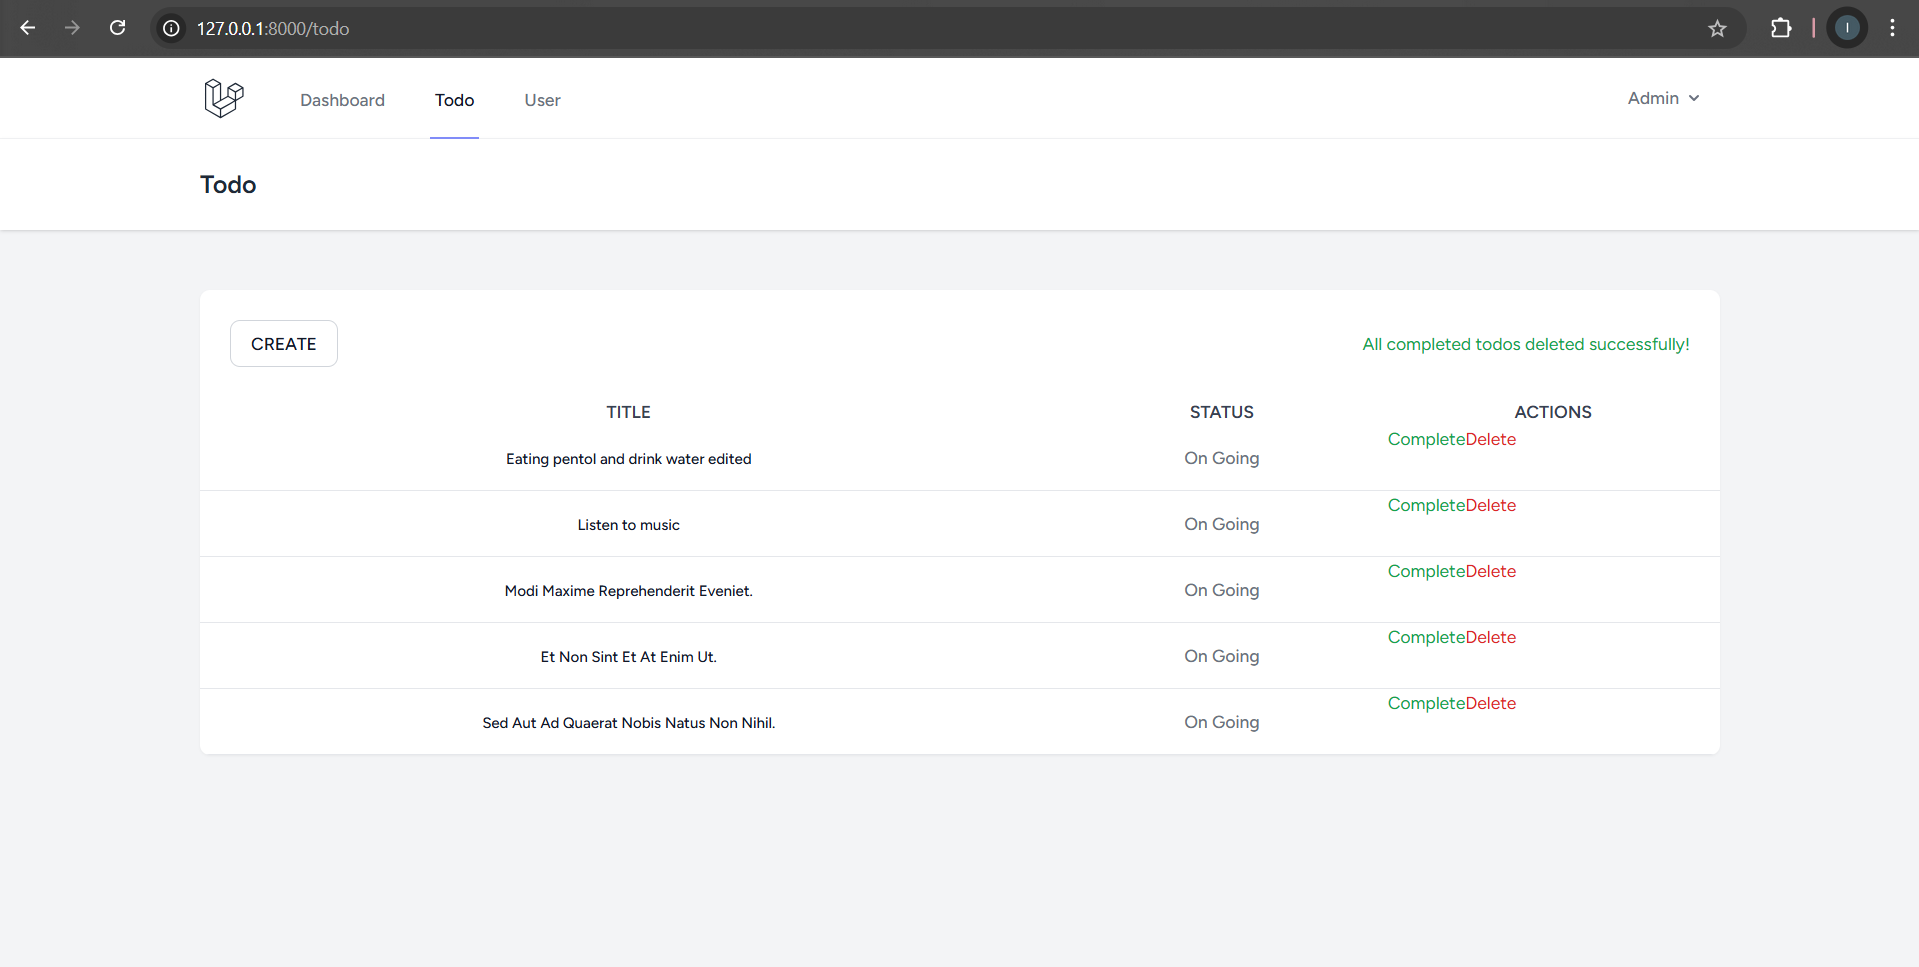 127.0.0.1:8000/todo
I
Dashboard Todo User Admin
Todo
CREATE All completed todos deleted successfully!
TITLE STATUS ACTIONS
Eating pentol and drink water edited On Going CompleteDelete
Listen to music On Going CompleteDelete
Modi Maxime Reprehenderit Eveniet. On Going CompleteDelete
Et Non Sint Et At Enim Ut. On Going CompleteDelete
Sed Aut Ad Quaerat Nobis Natus Non Nihil. On Going CompleteDelete